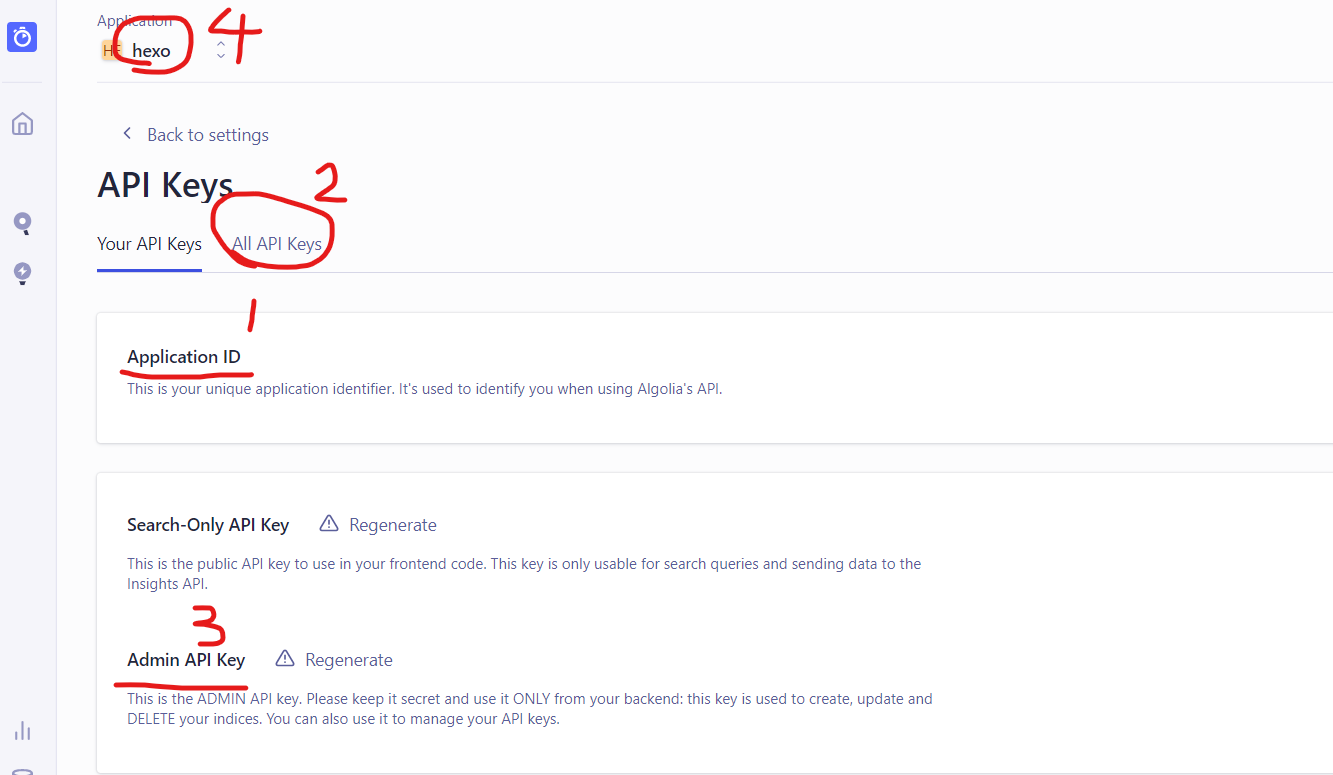 Application
4
HE hexo
Back to settings
API Keys
2
Your API Keys All API Keys
1
Application ID
This is your unique application identifier. It's used to identify you when using Algolia's API.
Search-Only API Key Regenerate
This is the public API key to use in your frontend code. This key is only usable for search queries and sending data to the
Insights API.
3
Admin API Key Regenerate
This is the ADMIN API key. Please keep it secret and use it ONLY from your backend: this key is used to create, update and
DELETE your indices. You can also use it to manage your API keys.